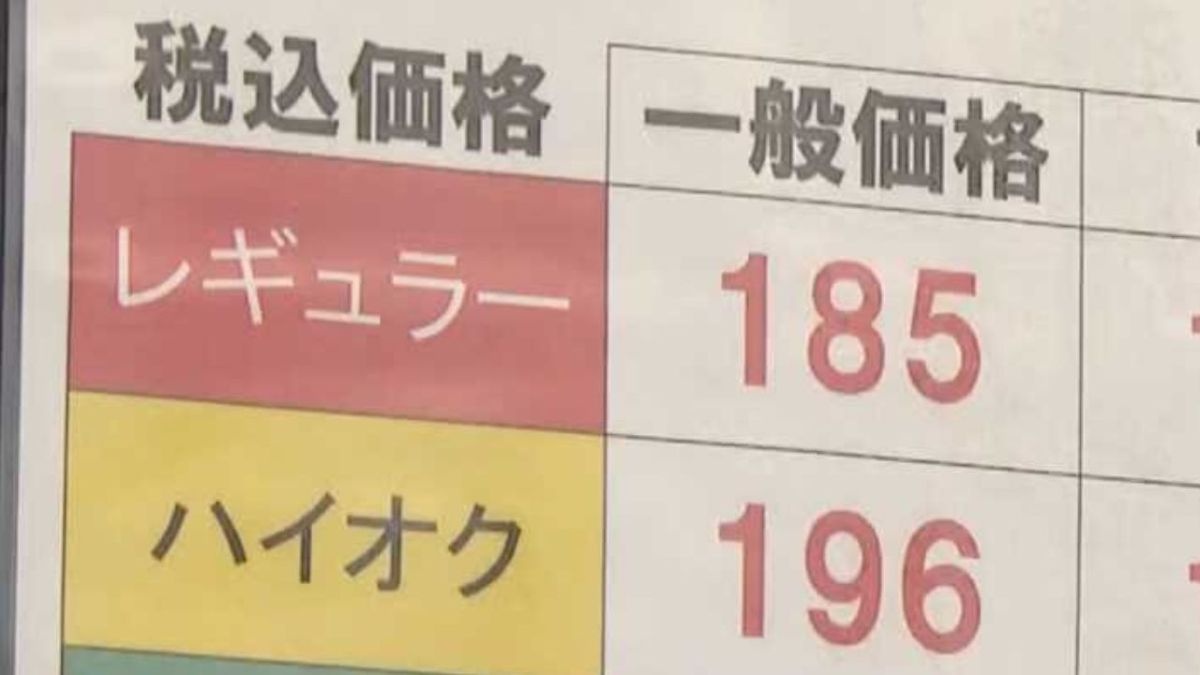 税込価格 一般価格
レギュラー 185
ハイオク 196